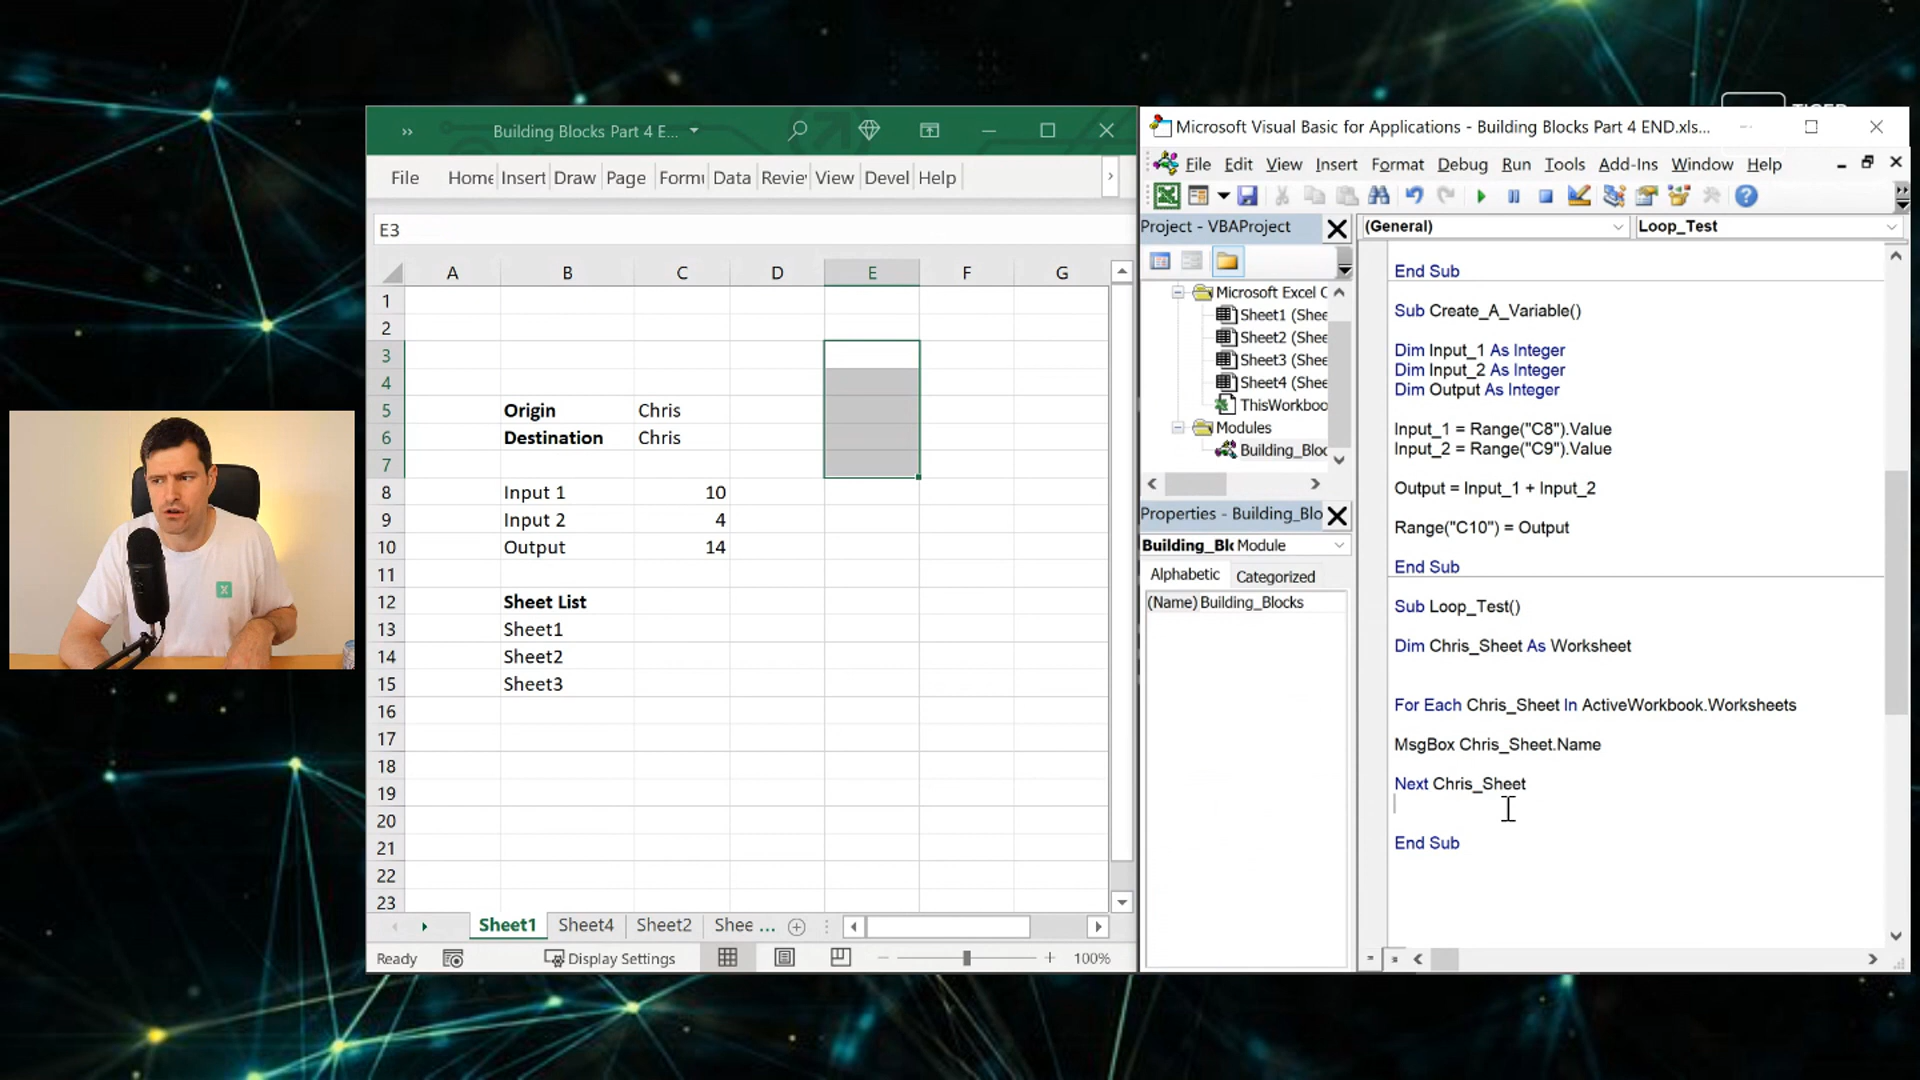 Building Blocks Part 4 E...
File Home Insert Draw Page Formu Data Review View Devel Help
E3
A B C D E F G
1
2
3
4
5 Origin Chris
6 Destination Chris
7
8 Input 1 10
9 Input 2 4
10 Output 14
11
12 Sheet List
13 Sheet1
14 Sheet2
15 Sheet3
16
17
18
19
20
21
22
23
Sheet1 Sheet4 Sheet2 Shee ...
Ready Display Settings 100%
Microsoft Visual Basic for Applications - Building Blocks Part 4 END.xls...
File Edit View Insert Format Debug Run Tools Add-Ins Window Help
Project - VBAProject
Microsoft Excel O
Sheet1 (Shee
Sheet2 (Shee
Sheet3 (Shee
Sheet4 (Shee
ThisWorkboo
Modules
Building_Bloc
Properties - Building_Blo
Building_Blo Module
Alphabetic Categorized
(Name) Building_Blocks
(General) Loop_Test
End Sub
Sub Create_A_Variable()
Dim Input_1 As Integer
Dim Input_2 As Integer
Dim Output As Integer
Input_1 = Range("C8").Value
Input_2 = Range("C9").Value
Output = Input_1 + Input_2
Range("C10") = Output
End Sub
Sub Loop_Test()
Dim Chris_Sheet As Worksheet
For Each Chris_Sheet In ActiveWorkbook.Worksheets
MsgBox Chris_Sheet.Name
Next Chris_Sheet
End Sub